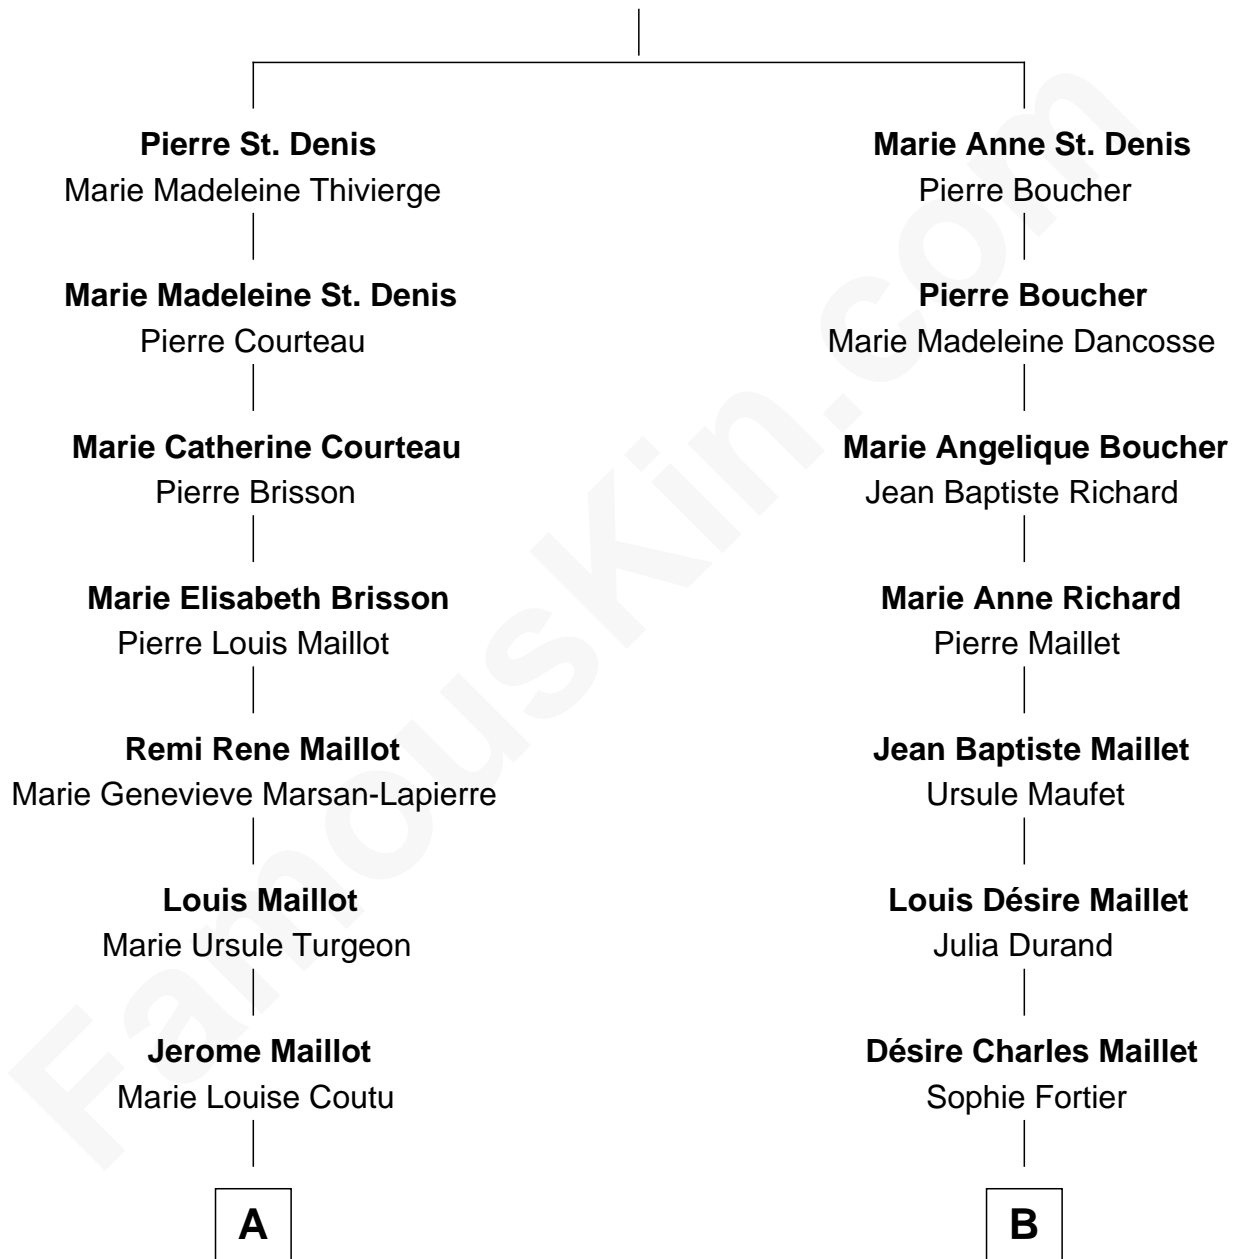 Pierre St. Denis
Marie Madeleine Thivierge
Marie Madeleine St. Denis
Pierre Courteau
Marie Catherine Courteau
Pierre Brisson
Marie Elisabeth Brisson
Pierre Louis Maillot
Remi Rene Maillot
Marie Genevieve Marsan-Lapierre
Louis Maillot
Marie Ursule Turgeon
Jerome Maillot
Marie Louise Coutu
A
Marie Anne St. Denis
Pierre Boucher
Pierre Boucher
Marie Madeleine Dancosse
Marie Angelique Boucher
Jean Baptiste Richard
Marie Anne Richard
Pierre Maillet
Jean Baptiste Maillet
Ursule Maufet
Louis Désire Maillet
Julia Durand
Désire Charles Maillet
Sophie Fortier
B
FamousKin.com